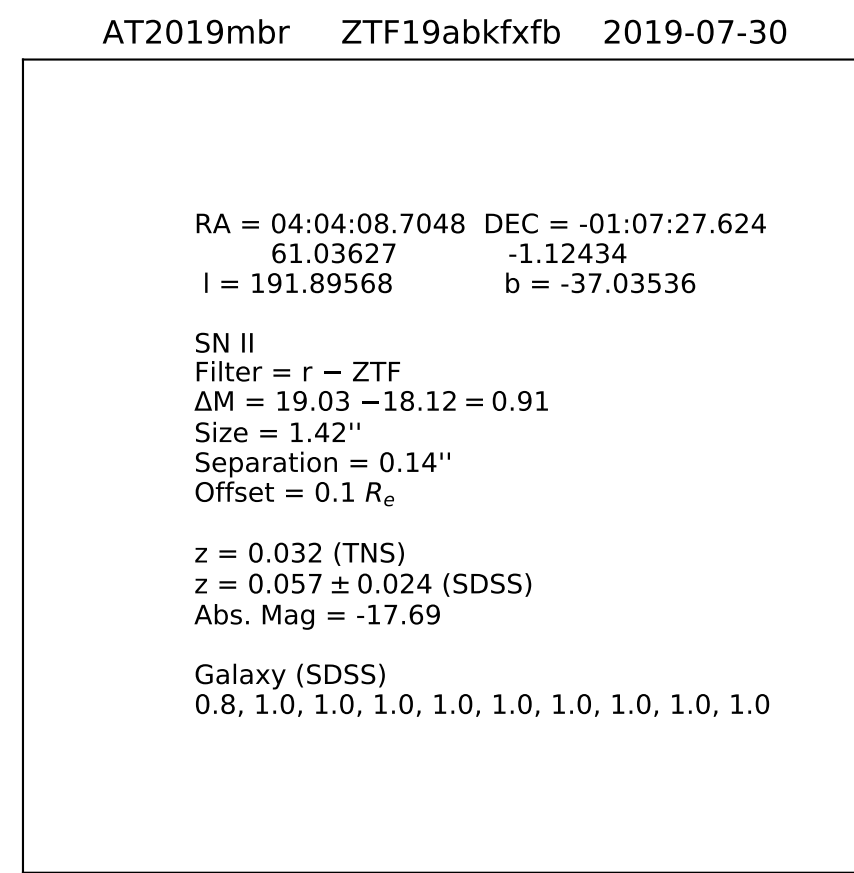 AT2019mbr ZTF19abkfxfb 2019-07-30
RA = 04:04:08.7048 DEC = -01:07:27.624
61.03627 -1.12434
l = 191.89568 b = -37.03536
SN II
Filter = r − ZTF
ΔM = 19.03 −18.12 = 0.91
Size = 1.42''
Separation = 0.14''
Offset = 0.1 Re
z = 0.032 (TNS)
z = 0.057 ± 0.024 (SDSS)
Abs. Mag = -17.69
Galaxy (SDSS)
0.8, 1.0, 1.0, 1.0, 1.0, 1.0, 1.0, 1.0, 1.0, 1.0